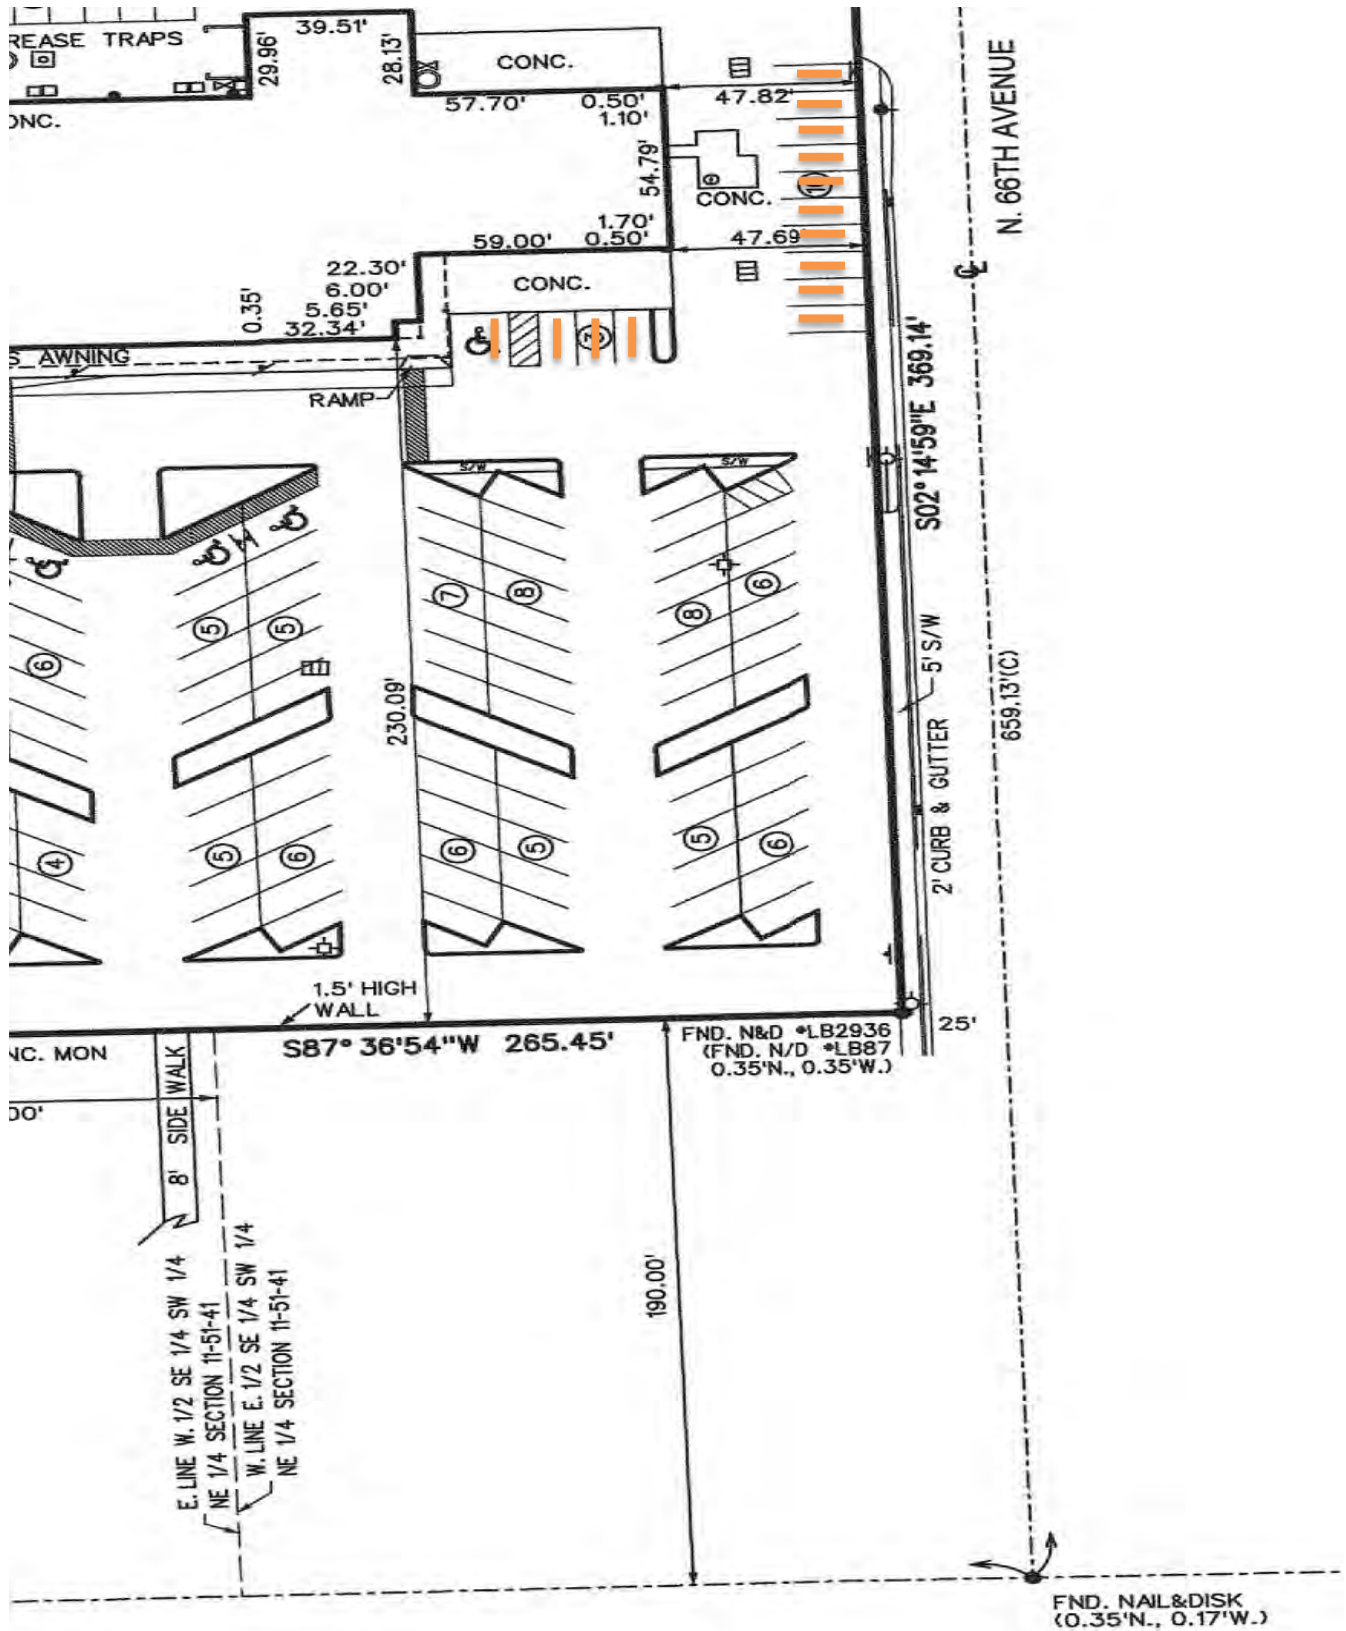 39.51'
REASE TRAPS
29.96'
28.13'
CONC.
57.70'
0.50'
1.10'
47.82'
ONC.
54.79'
CONC.
N. 66TH AVENUE
1.70'
59.00'
0.50'
47.69'
22.30'
6.00'
5.65'
32.34'
0.35'
CONC.
S AWNING
RAMP
S02°14'59"E 369.14'
S/W
S/W
7
8
8
6
5
5
6
230.09'
5' S/W
659.13'(C)
2' CURB & GUTTER
4
5
6
6
5
5
6
1.5' HIGH
WALL
S87° 36'54"W 265.45'
FND. N&D #LB2936
(FND. N/D #LB87
0.35'N., 0.35'W.)
25'
NC. MON
00'
8' SIDE WALK
E. LINE W. 1/2 SE 1/4 SW 1/4
NE 1/4 SECTION 11-51-41
W. LINE E. 1/2 SE 1/4 SW 1/4
NE 1/4 SECTION 11-51-41
190.00'
FND. NAIL&DISK
(0.35'N., 0.17'W.)